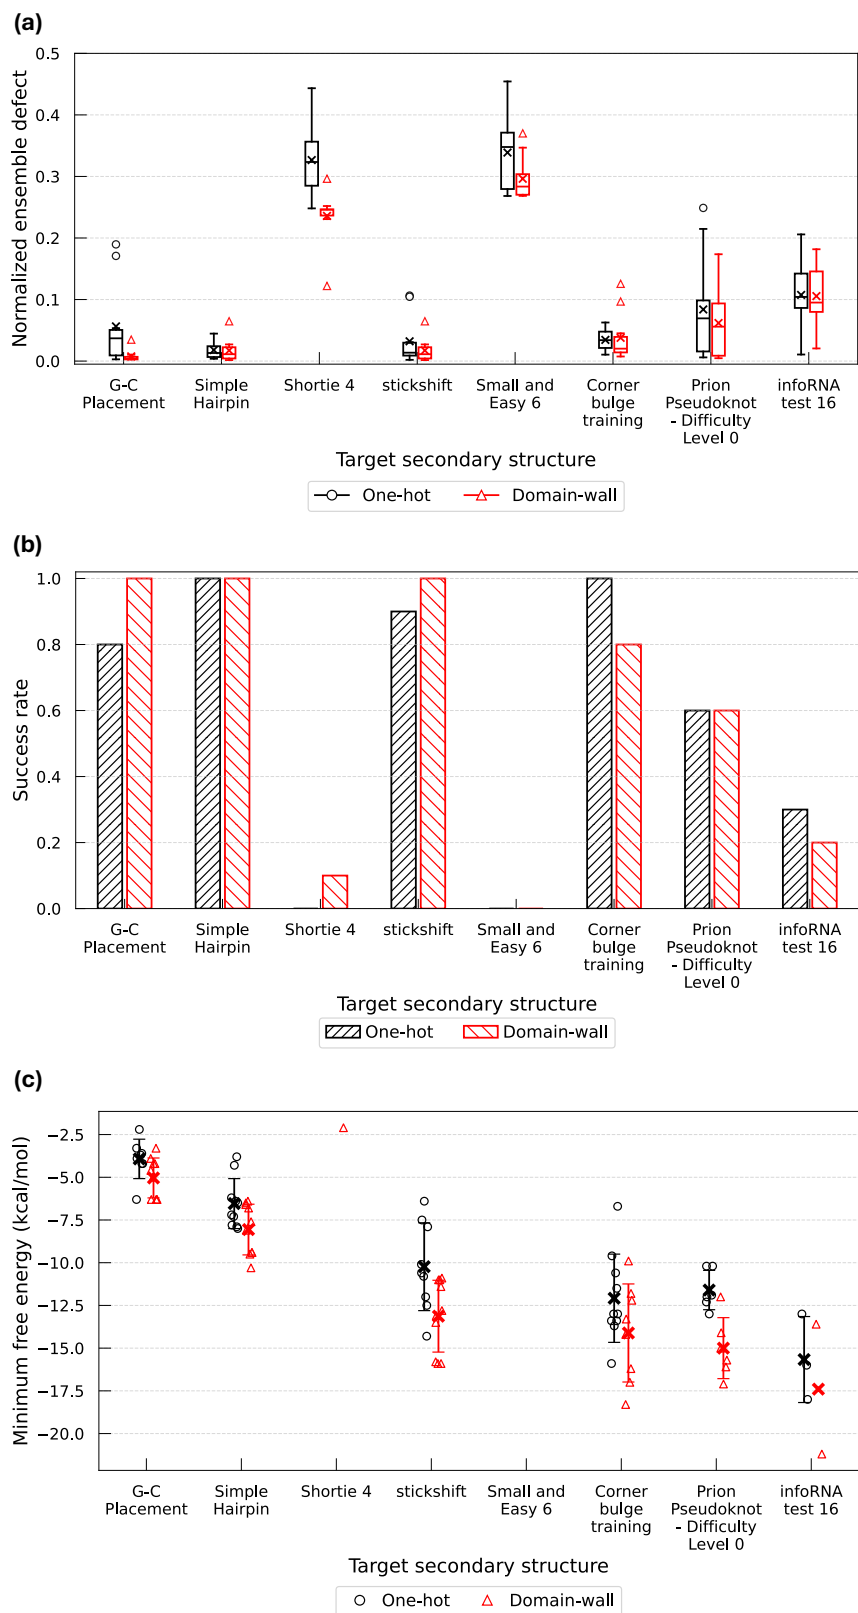 (a)
Normalized ensemble defect
0.5
0.4
0.3
0.2
0.1
0.0
G-C
Placement
Simple
Hairpin
Shortie 4
stickshift
Small and
Easy 6
Corner
bulge
training
Prion
Pseudoknot
- Difficulty
Level 0
infoRNA
test 16
Target secondary structure
One-hot
Domain-wall
(b)
Success rate
1.0
0.8
0.6
0.4
0.2
0.0
G-C
Placement
Simple
Hairpin
Shortie 4
stickshift
Small and
Easy 6
Corner
bulge
training
Prion
Pseudoknot
- Difficulty
Level 0
infoRNA
test 16
Target secondary structure
One-hot
Domain-wall
(c)
Minimum free energy (kcal/mol)
−2.5
−5.0
−7.5
−10.0
−12.5
−15.0
−17.5
−20.0
G-C
Placement
Simple
Hairpin
Shortie 4
stickshift
Small and
Easy 6
Corner
bulge
training
Prion
Pseudoknot
- Difficulty
Level 0
infoRNA
test 16
Target secondary structure
One-hot
Domain-wall